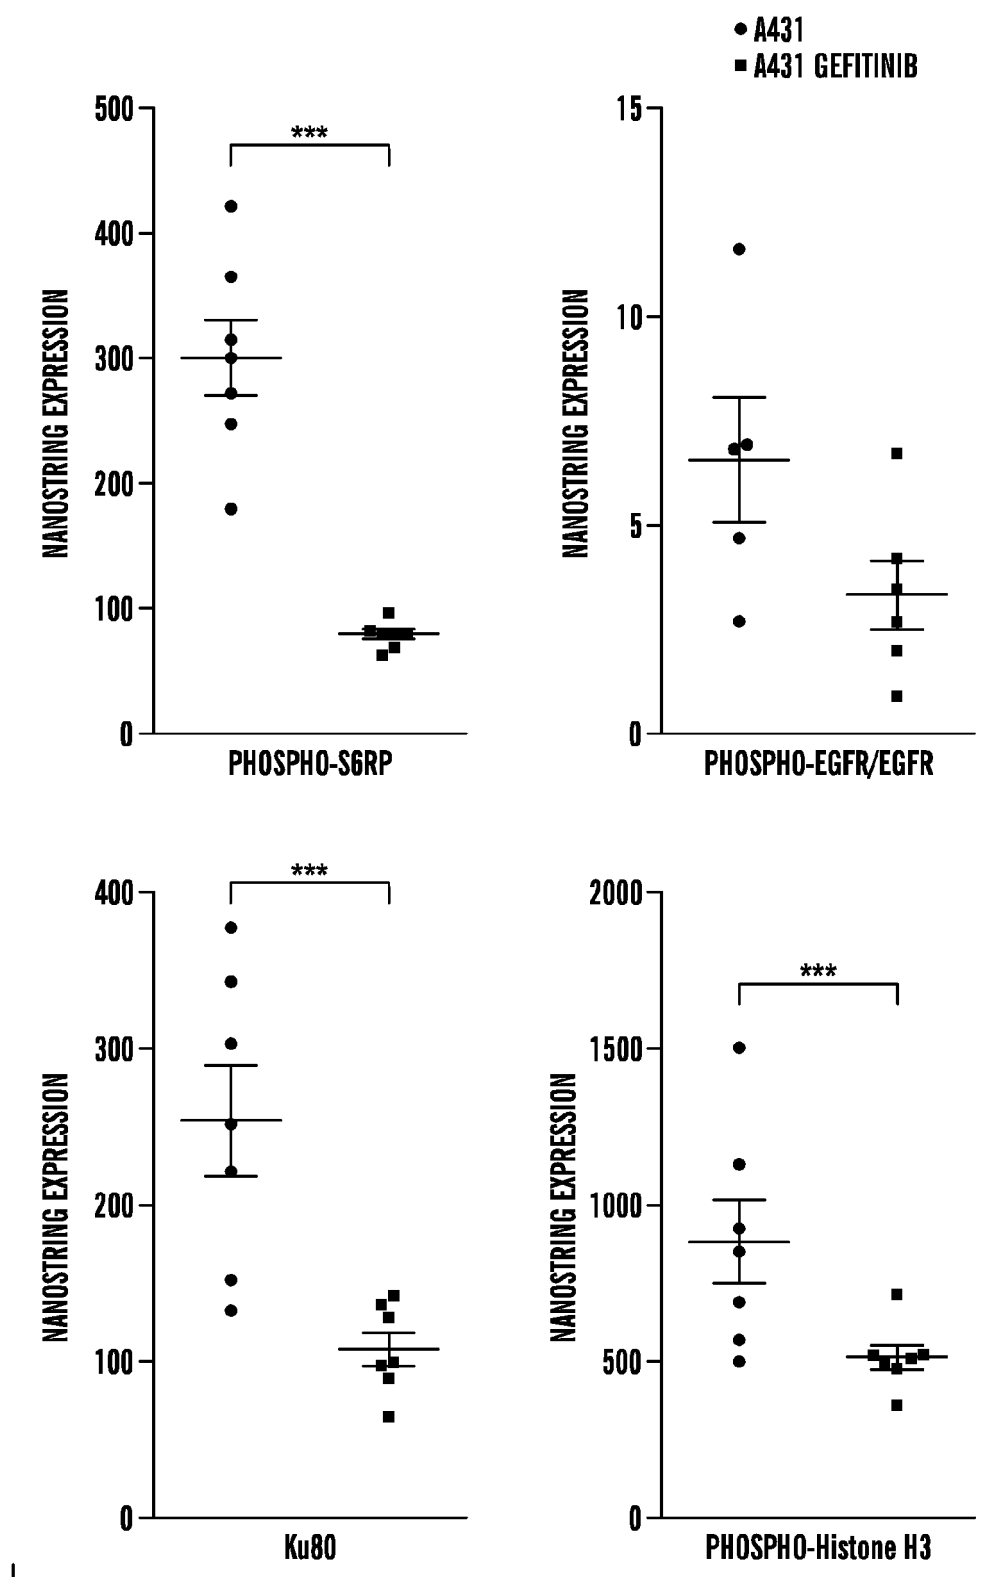 A431
A431 GEFITINIB
500
400
300
200
100
0
NANOSTRING EXPRESSION
***
PHOSPHO-S6RP
15
10
5
0
NANOSTRING EXPRESSION
PHOSPHO-EGFR/EGFR
400
300
200
100
0
NANOSTRING EXPRESSION
***
Ku80
2000
1500
1000
500
0
NANOSTRING EXPRESSION
***
PHOSPHO-Histone H3